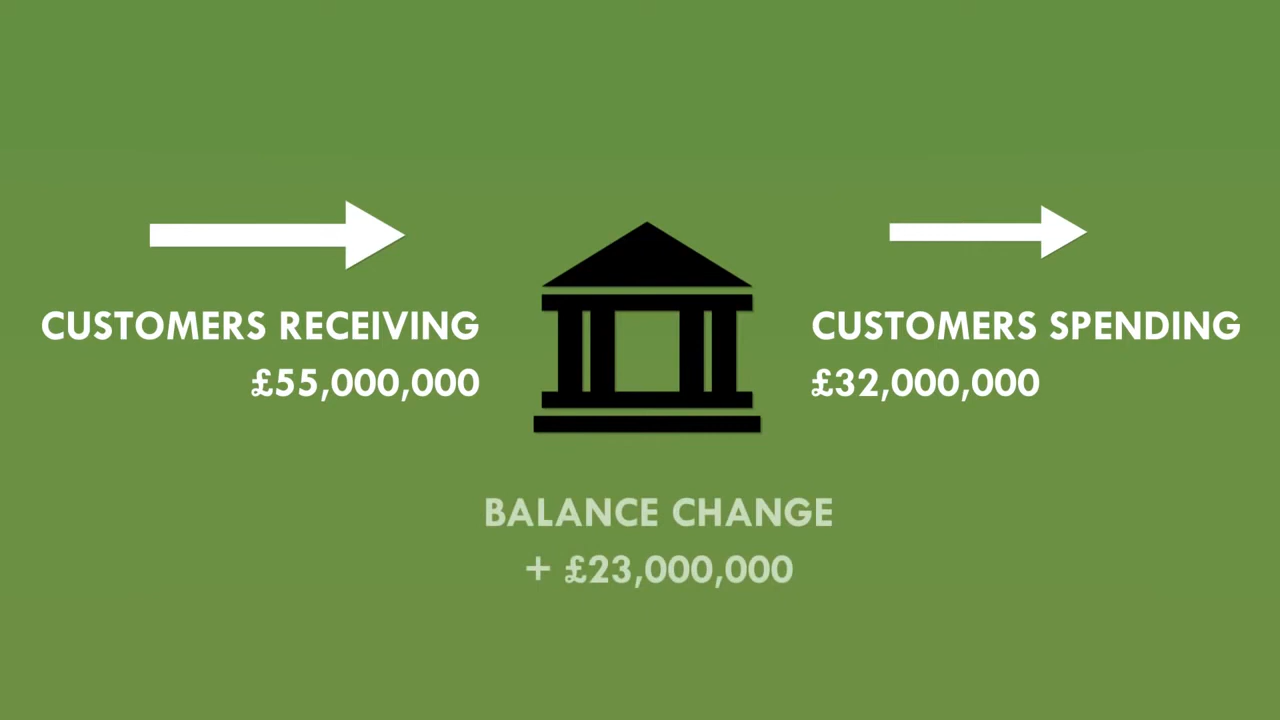 CUSTOMERS RECEIVING
£55,000,000
CUSTOMERS SPENDING
£32,000,000
BALANCE CHANGE
+ £23,000,000